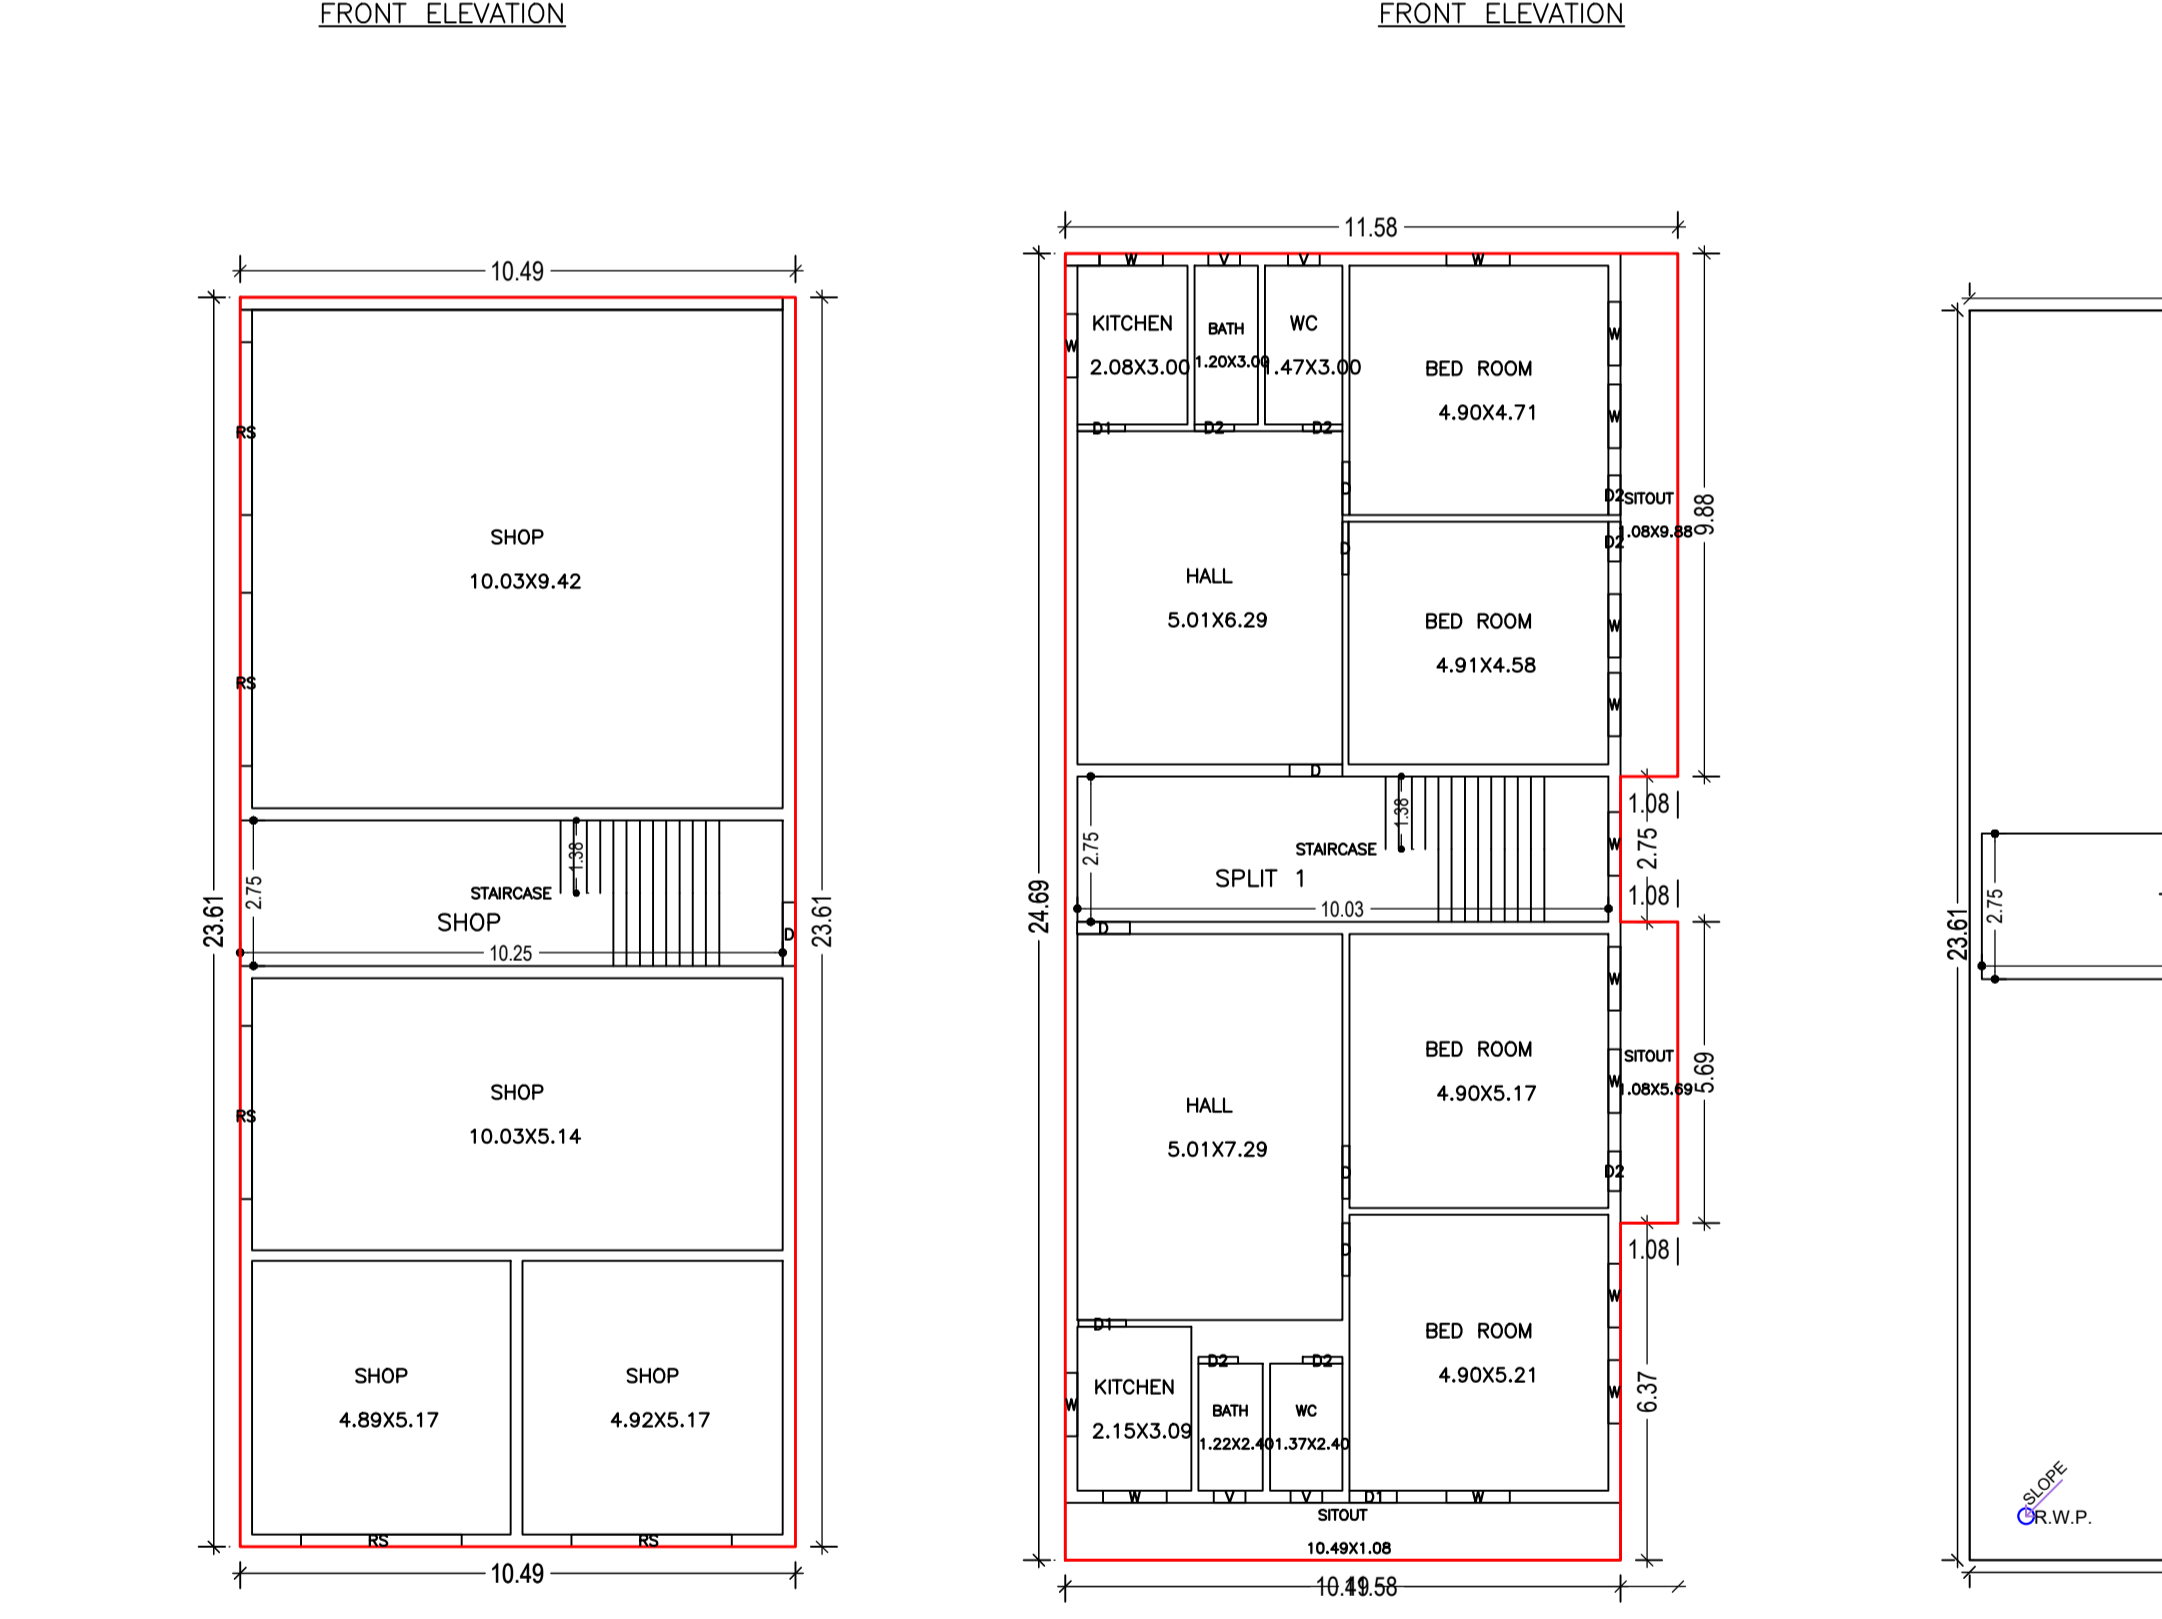 FRONT ELEVATION
FRONT ELEVATION
10.49
RS
SHOP
10.03X9.42
RS
23.61
23.61
2.75
1.38
STAIRCASE
SHOP
D
10.25
SHOP
10.03X5.14
RS
SHOP
4.89X5.17
SHOP
4.92X5.17
RS
RS
10.49
11.58
W
V
V
W
KITCHEN
2.08X3.00
BATH
1.20X3.00
WC
1.47X3.00
W
W
BED ROOM
4.90X4.71
W
D1
D2
D2
D
D2
SITOUT
1.08X9.88
9.88
D
D2
HALL
5.01X6.29
BED ROOM
4.91X4.58
W
W
D
1.08
2.75
1.38
STAIRCASE
W
2.75
SPLIT 1
1.08
24.69
10.03
D
W
BED ROOM
4.90X5.17
SITOUT
1.08X5.69
5.69
W
HALL
5.01X7.29
D
D2
D
1.08
W
D1
BED ROOM
4.90X5.21
D2
D2
KITCHEN
2.15X3.09
W
BATH
1.22X2.40
WC
1.37X2.40
W
6.37
W
V
V
D1
W
SITOUT
10.49X1.08
10.49
11.58
23.61
2.75
SLOPE
R.W.P.